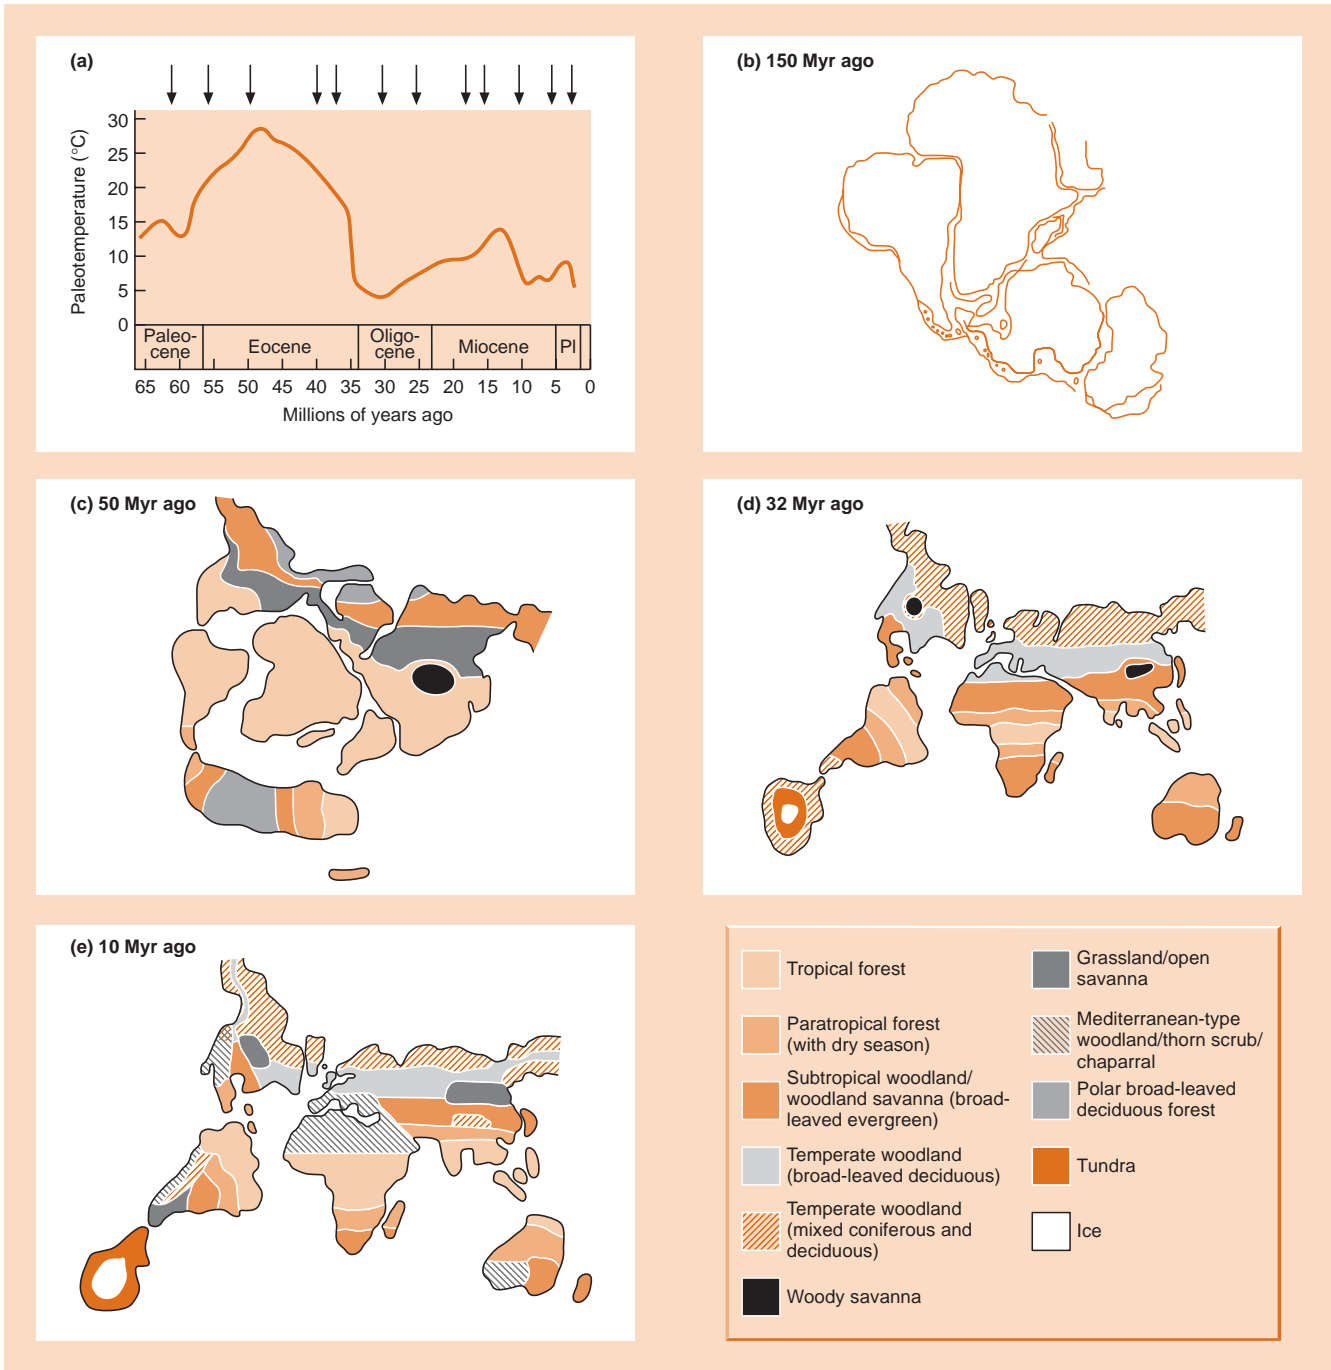 (a)
Paleotemperature (°C)
30
25
20
15
10
5
0
Paleo-
cene
Eocene
Oligo-
cene
Miocene
Pl
65 60 55 50 45 40 35 30 25 20 15 10 5 0
Millions of years ago
(b) 150 Myr ago
(c) 50 Myr ago
(d) 32 Myr ago
(e) 10 Myr ago
Tropical forest
Paratropical forest
(with dry season)
Subtropical woodland/
woodland savanna (broad-
leaved evergreen)
Temperate woodland
(broad-leaved deciduous)
Temperate woodland
(mixed coniferous and
deciduous)
Woody savanna
Grassland/open
savanna
Mediterranean-type
woodland/thorn scrub/
chaparral
Polar broad-leaved
deciduous forest
Tundra
Ice